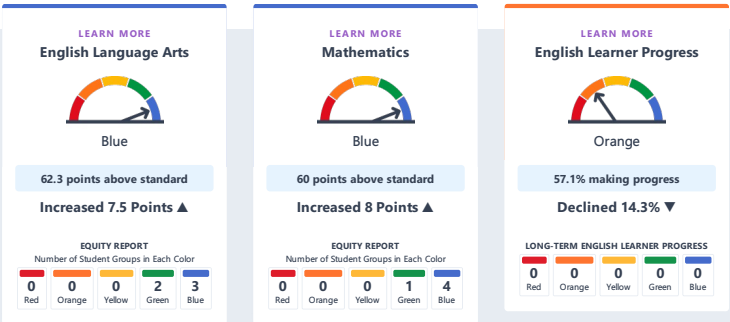 LEARN MORE
English Language Arts
Blue
62.3 points above standard
Increased 7.5 Points ▲
EQUITY REPORT
Number of Student Groups in Each Color
0 0 0 2 3
Red Orange Yellow Green Blue
LEARN MORE
Mathematics
Blue
60 points above standard
Increased 8 Points ▲
EQUITY REPORT
Number of Student Groups in Each Color
0 0 0 1 4
Red Orange Yellow Green Blue
LEARN MORE
English Learner Progress
Orange
57.1% making progress
Declined 14.3% ▼
LONG-TERM ENGLISH LEARNER PROGRESS
0 0 0 0 0
Red Orange Yellow Green Blue